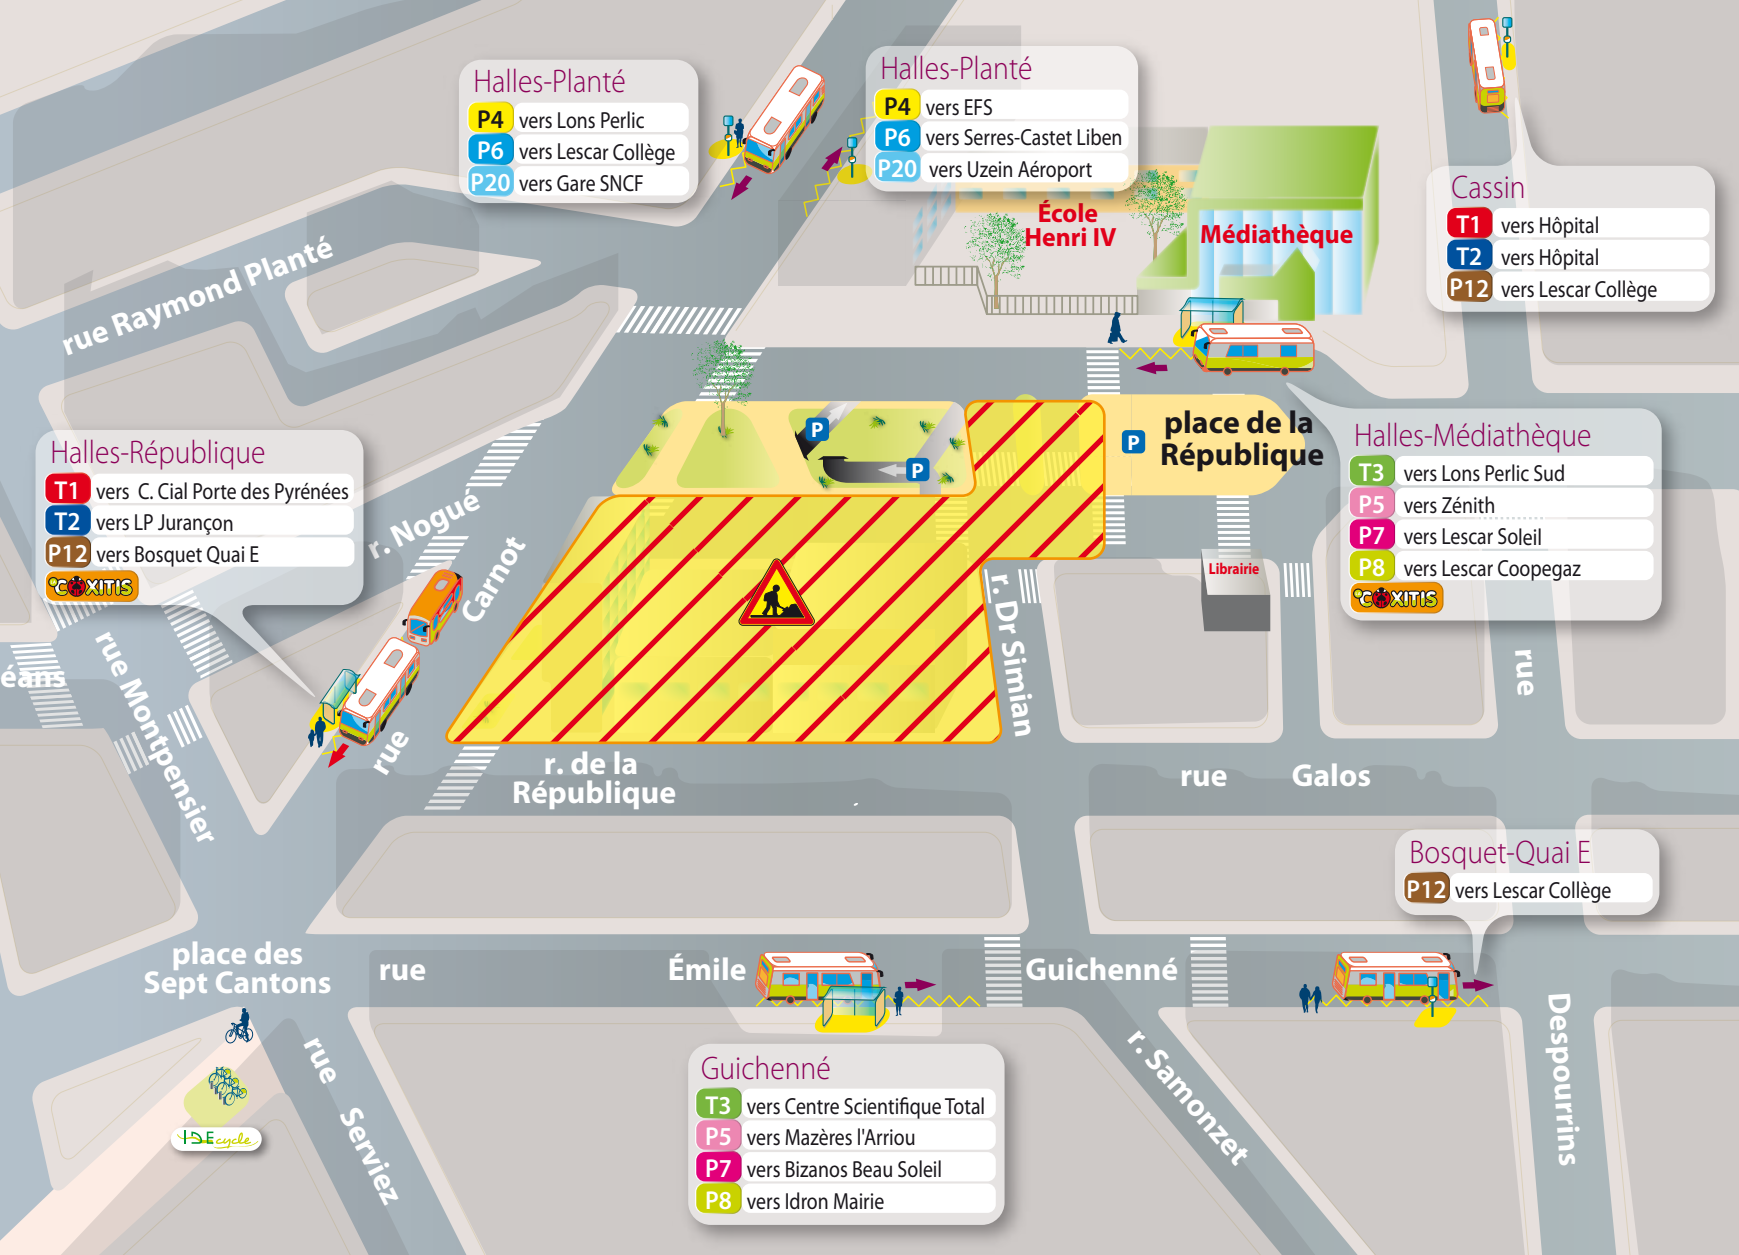 Halles-Planté
P4 vers Lons Perlic
P6 vers Lescar Collège
P20 vers Gare SNCF
Halles-Planté
P4 vers EFS
P6 vers Serres-Castet Liben
P20 vers Uzein Aéroport
École
Henri IV
Médiathèque
Cassin
T1 vers Hôpital
T2 vers Hôpital
P12 vers Lescar Collège
rue Raymond Planté
P
P
P
place de la
République
Halles-Médiathèque
T3 vers Lons Perlic Sud
P5 vers Zénith
P7 vers Lescar Soleil
P8 vers Lescar Coopegaz
COXITIS
Halles-République
T1 vers C. Cial Porte des Pyrénées
T2 vers LP Jurançon
P12 vers Bosquet Quai E
COXITIS
r. Nogué
rue Carnot
Librairie
r. Dr Simian
éans
rue Montpensier
r. de la
République
rue Galos
rue Despourrins
Bosquet-Quai E
P12 vers Lescar Collège
place des
Sept Cantons
rue Émile Guichenné
rue Serviez
r. Samonzet
IDEcycle
Guichenné
T3 vers Centre Scientifique Total
P5 vers Mazères l'Arriou
P7 vers Bizanos Beau Soleil
P8 vers Idron Mairie